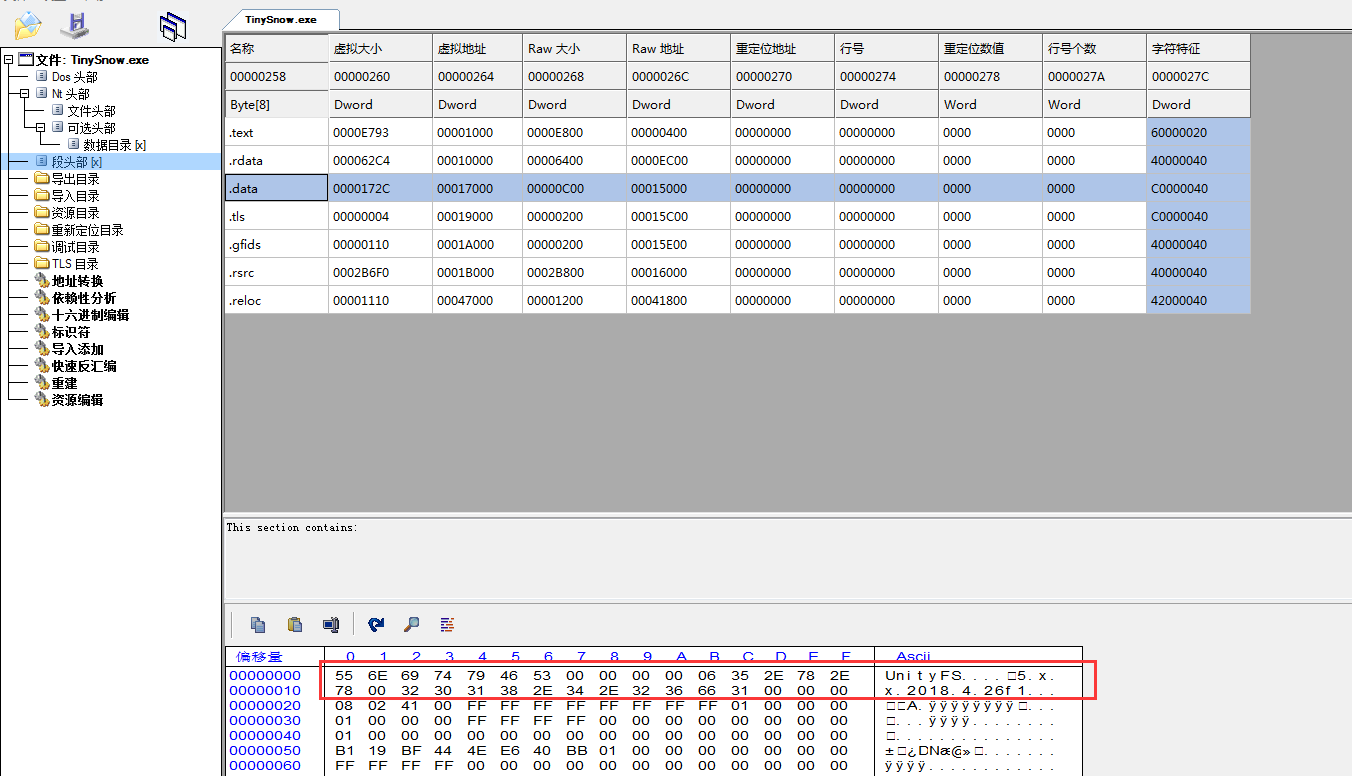 TinySnow.exe
文件: TinySnow.exe
Dos 头部
Nt 头部
文件头部
可选头部
数据目录 [x]
段头部 [x]
导出目录
导入目录
资源目录
重新定位目录
调试目录
TLS 目录
地址转换
依赖性分析
十六进制编辑
标识符
导入添加
快速反汇编
重建
资源编辑
名称 虚拟大小 虚拟地址 Raw 大小 Raw 地址 重定位地址 行号 重定位数值 行号个数 字符特征
00000258 00000260 00000264 00000268 0000026C 00000270 00000274 00000278 0000027A 0000027C
Byte[8] Dword Dword Dword Dword Dword Dword Word Word Dword
.text 0000E793 00001000 0000E800 00000400 00000000 00000000 0000 0000 60000020
.rdata 000062C4 00010000 00006400 0000EC00 00000000 00000000 0000 0000 40000040
.data 0000172C 00017000 00000C00 00015000 00000000 00000000 0000 0000 C0000040
.tls 00000004 00019000 00000200 00015C00 00000000 00000000 0000 0000 C0000040
.gfids 00000110 0001A000 00000200 00015E00 00000000 00000000 0000 0000 40000040
.rsrc 0002B6F0 0001B000 0002B800 00016000 00000000 00000000 0000 0000 40000040
.reloc 00001110 00047000 00001200 00041800 00000000 00000000 0000 0000 42000040
This section contains:
偏移量 0 1 2 3 4 5 6 7 8 9 A B C D E F Ascii
00000000 55 6E 69 74 79 46 53 00 00 00 00 06 35 2E 78 2E UnityFS....□5.x.
00000010 78 00 32 30 31 38 2E 34 2E 32 36 66 31 00 00 00 x.2018.4.26f1...
00000020 08 02 41 00 FF FF FF FF FF FF FF FF 01 00 00 00 □□A.ÿÿÿÿÿÿÿÿ□...
00000030 01 00 00 00 FF FF FF FF 00 00 00 00 00 00 00 00 □...ÿÿÿÿ........
00000040 01 00 00 00 00 00 00 00 00 00 00 00 00 00 00 00 □...............
00000050 B1 19 BF 44 4E E6 40 BB 01 00 00 00 00 00 00 00 ±□¿DNæ@»□.......
00000060 FF FF FF FF 00 00 00 00 00 00 00 00 00 00 00 00 ÿÿÿÿ............